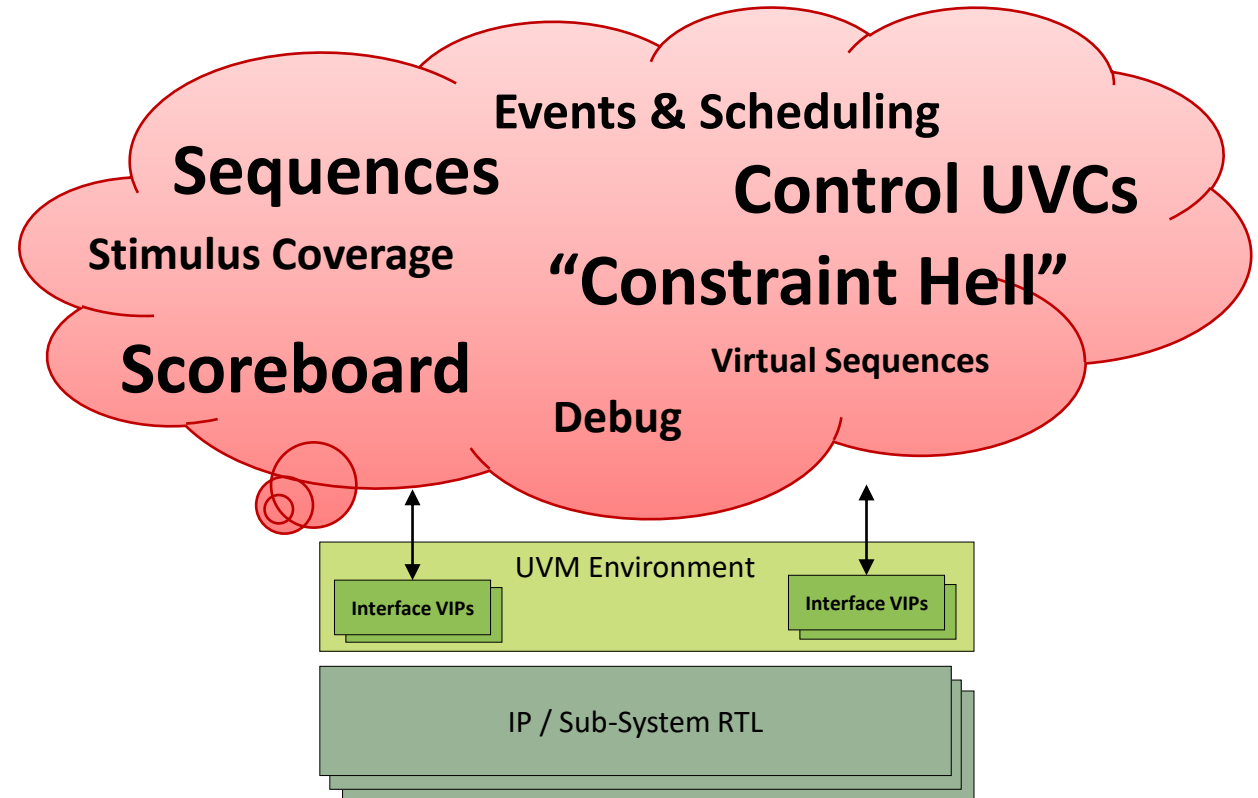 Events & Scheduling
Sequences
Control UVCs
Stimulus Coverage
“Constraint Hell”
Scoreboard
Virtual Sequences
Debug
UVM Environment
Interface VIPs
Interface VIPs
IP / Sub-System RTL